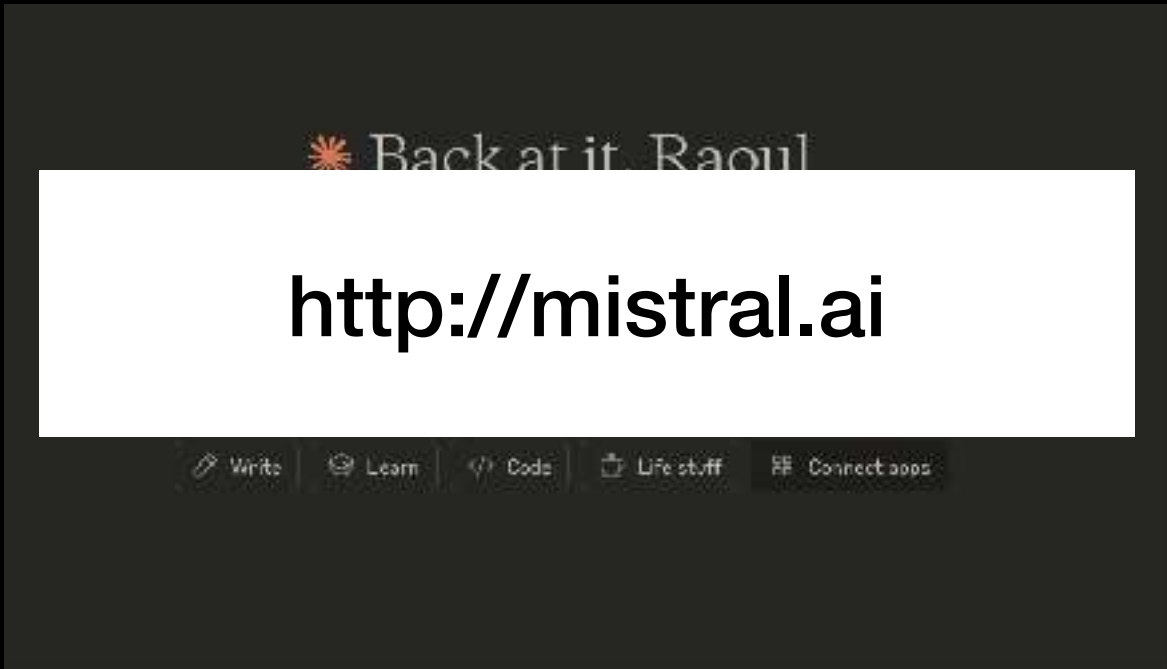 Back at it, Raoul
http://mistral.ai
Write
Learn
Code
Life stuff
Connect apps